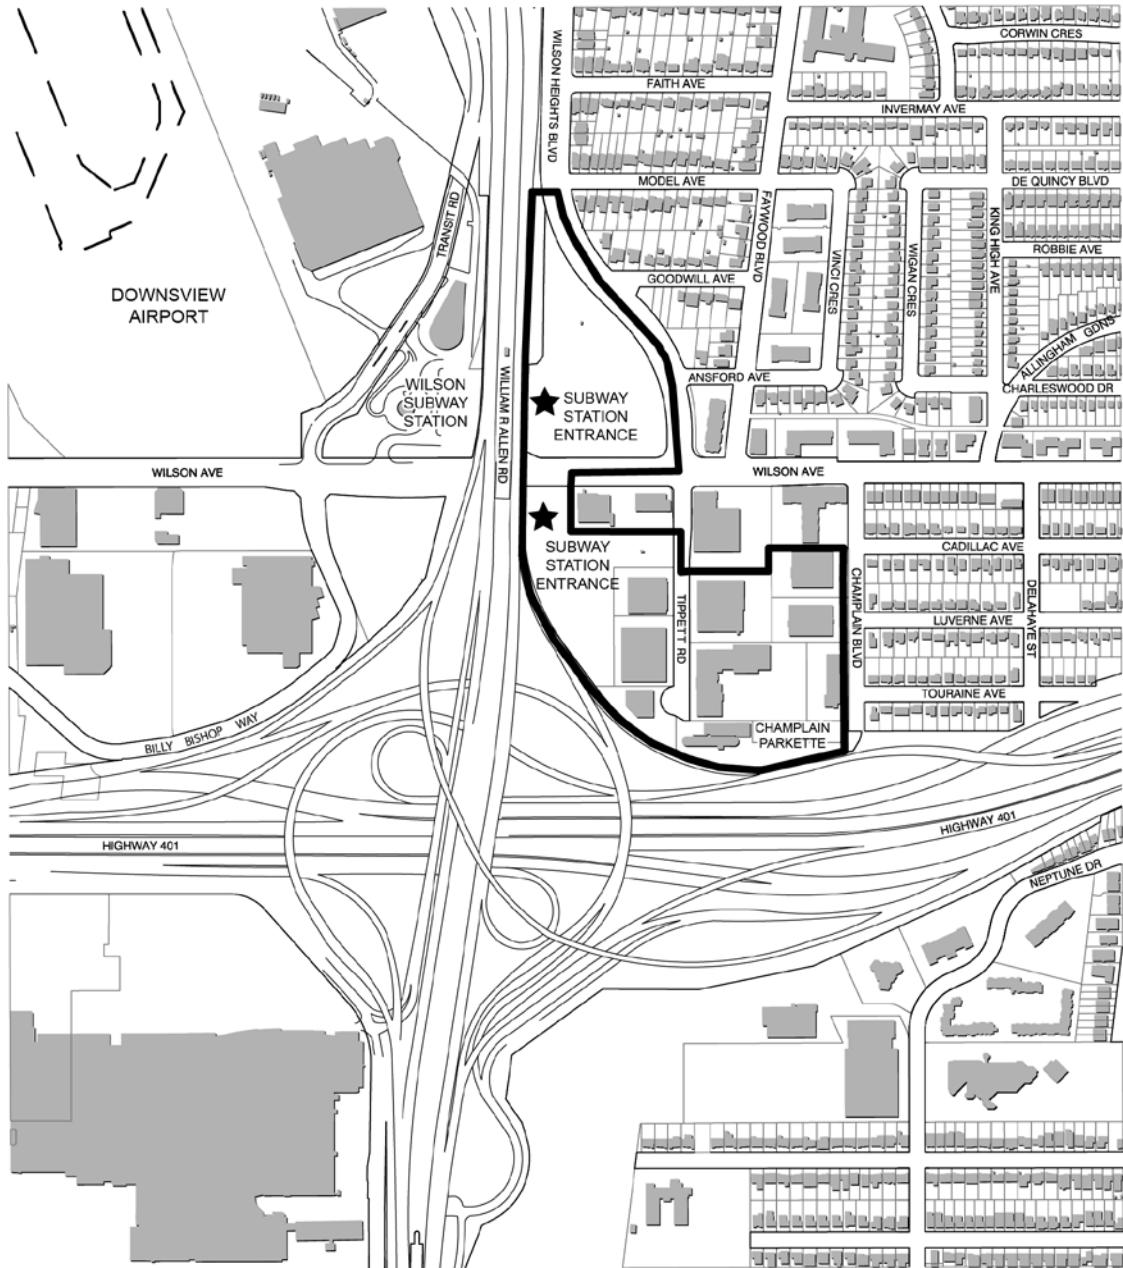 CORWIN CRES
WILSON HEIGHTS BLVD
FAITH AVE
INVERMAY AVE
MODEL AVE
DE QUINCY BLVD
TRANSIT RD
FAYWOOD BLVD
VINCI CRES
WIGAN CRES
KING HIGH AVE
ROBBIE AVE
GOODWILL AVE
DOWNSVIEW
AIRPORT
ALLINGHAM GDNS
WILSON
SUBWAY
STATION
WILLIAM R ALLEN RD
ANSFORD AVE
CHARLESWOOD DR
SUBWAY
STATION
ENTRANCE
WILSON AVE
WILSON AVE
SUBWAY
STATION
ENTRANCE
CADILLAC AVE
TIPPETT RD
CHAMPLAIN BLVD
DELAHAYE ST
LUVERNE AVE
TOURAINE AVE
BILLY BISHOP WAY
CHAMPLAIN
PARKETTE
HIGHWAY 401
HIGHWAY 401
NEPTUNE DR